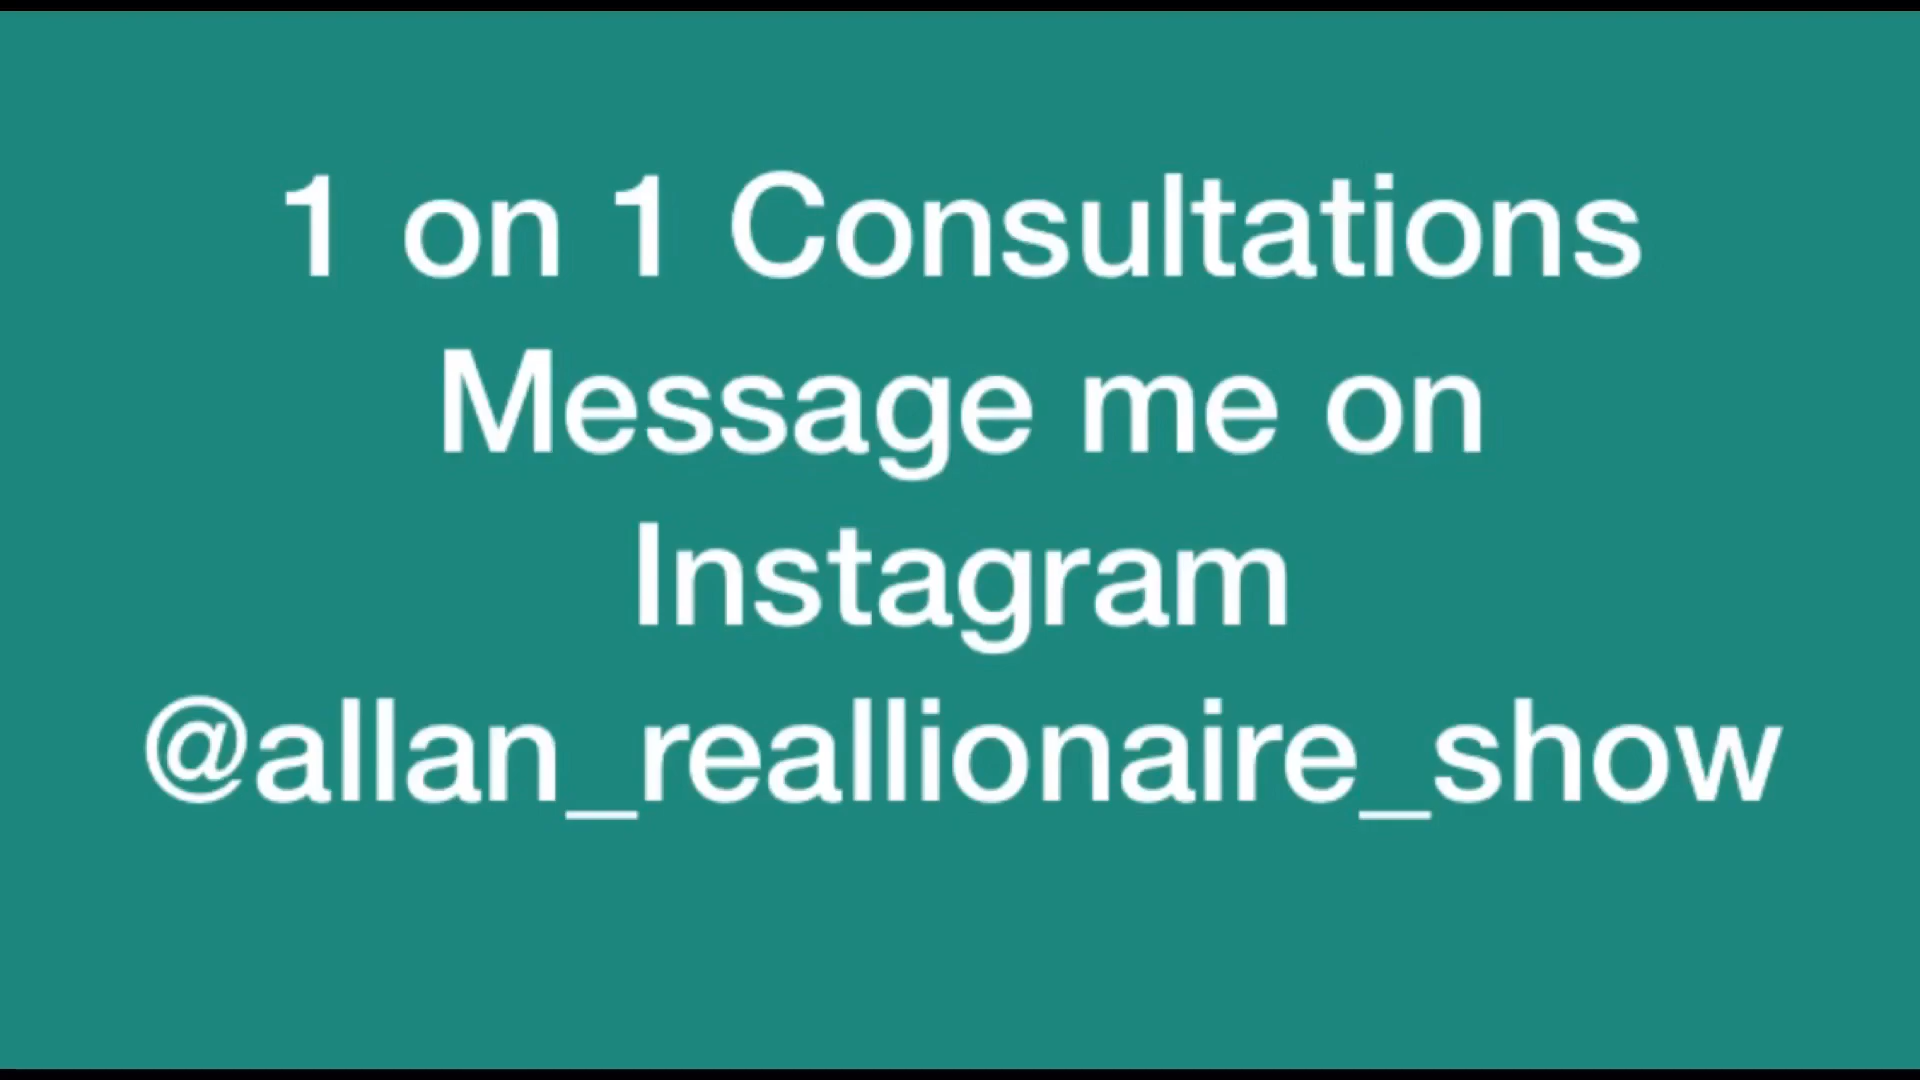 1 on 1 Consultations
Message me on
Instagram
@allan_reallionaire_show